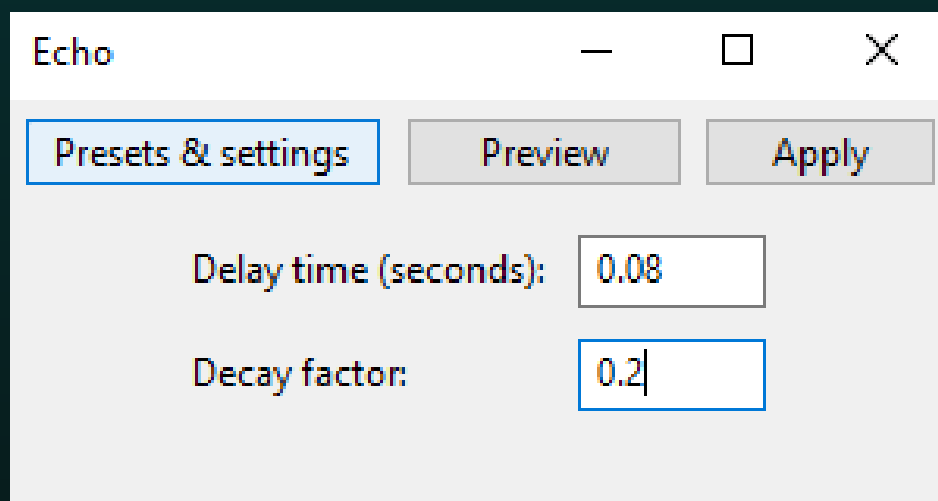 Echo
Presets & settings Preview Apply
Delay time (seconds): 0.08
Decay factor: 0.2